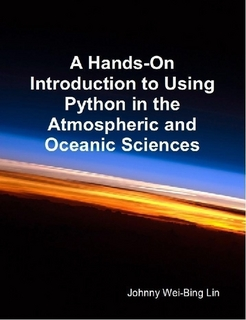 A Hands-On
Introduction to Using
Python in the
Atmospheric and
Oceanic Sciences
Johnny Wei-Bing Lin